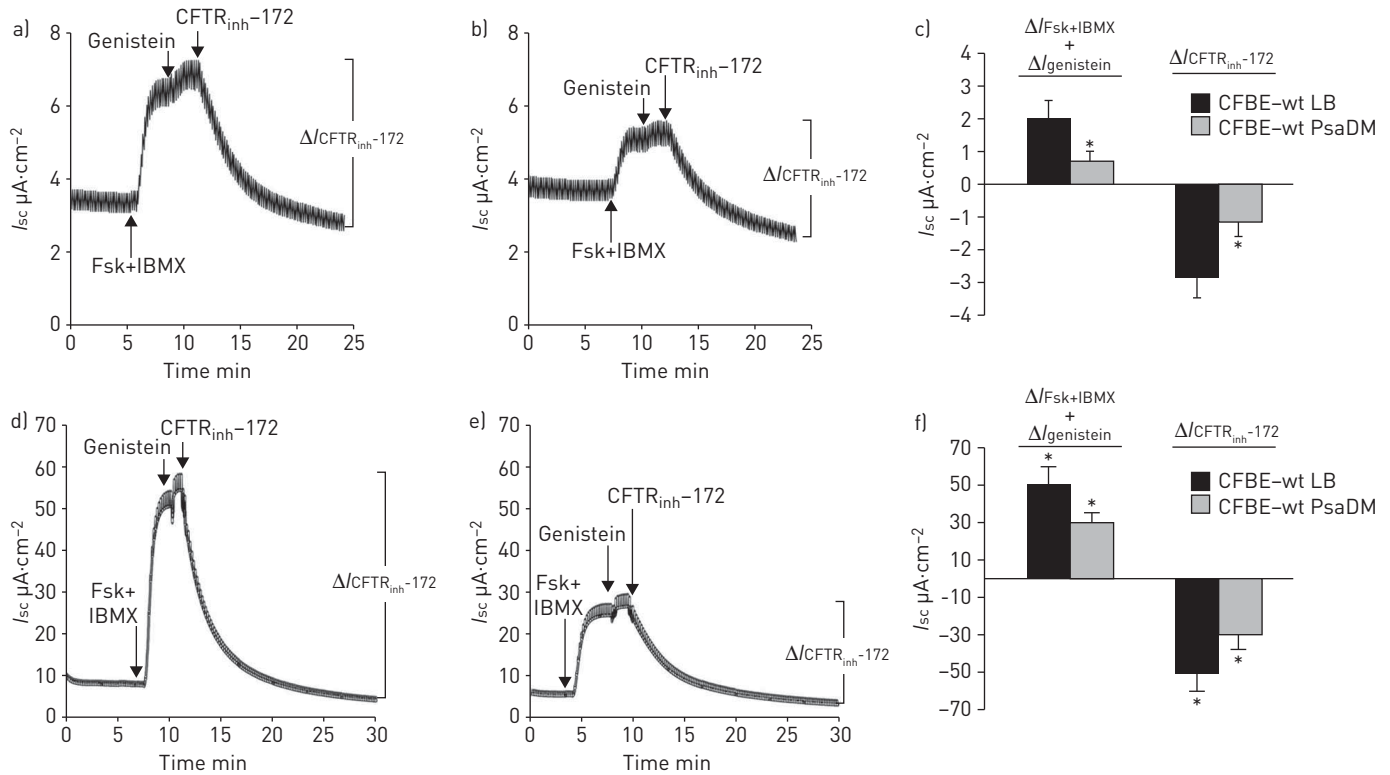 a)
CFTRinh–172
Genistein
8
6
4
2
0
Isc μA·cm–2
Fsk+IBMX
ΔICFTRinh-172
0 5 10 15 20 25
Time min
b)
CFTRinh–172
Genistein
8
6
4
2
0
Isc μA·cm–2
Fsk+IBMX
ΔICFTRinh-172
0 5 10 15 20 25
Time min
c)
ΔIFsk+IBMX
+
ΔIgenistein
ΔICFTRinh-172
CFBE–wt LB
CFBE–wt PsaDM
4
3
2
1
0
–1
–2
–3
–4
Isc μA·cm–2
*
*
d)
CFTRinh–172
Genistein
70
60
50
40
30
20
10
0
Isc μA·cm–2
Fsk+
IBMX
ΔICFTRinh-172
0 5 10 15 20 25 30
Time min
e)
CFTRinh–172
Genistein
70
60
50
40
30
20
10
0
Isc μA·cm–2
Fsk+
IBMX
ΔICFTRinh-172
0 5 10 15 20 25 30
Time min
f)
ΔIFsk+IBMX
+
ΔIgenistein
ΔICFTRinh-172
CFBE–wt LB
CFBE–wt PsaDM
70
50
30
10
-10
-30
-50
–70
Isc μA·cm–2
*
*
*
*